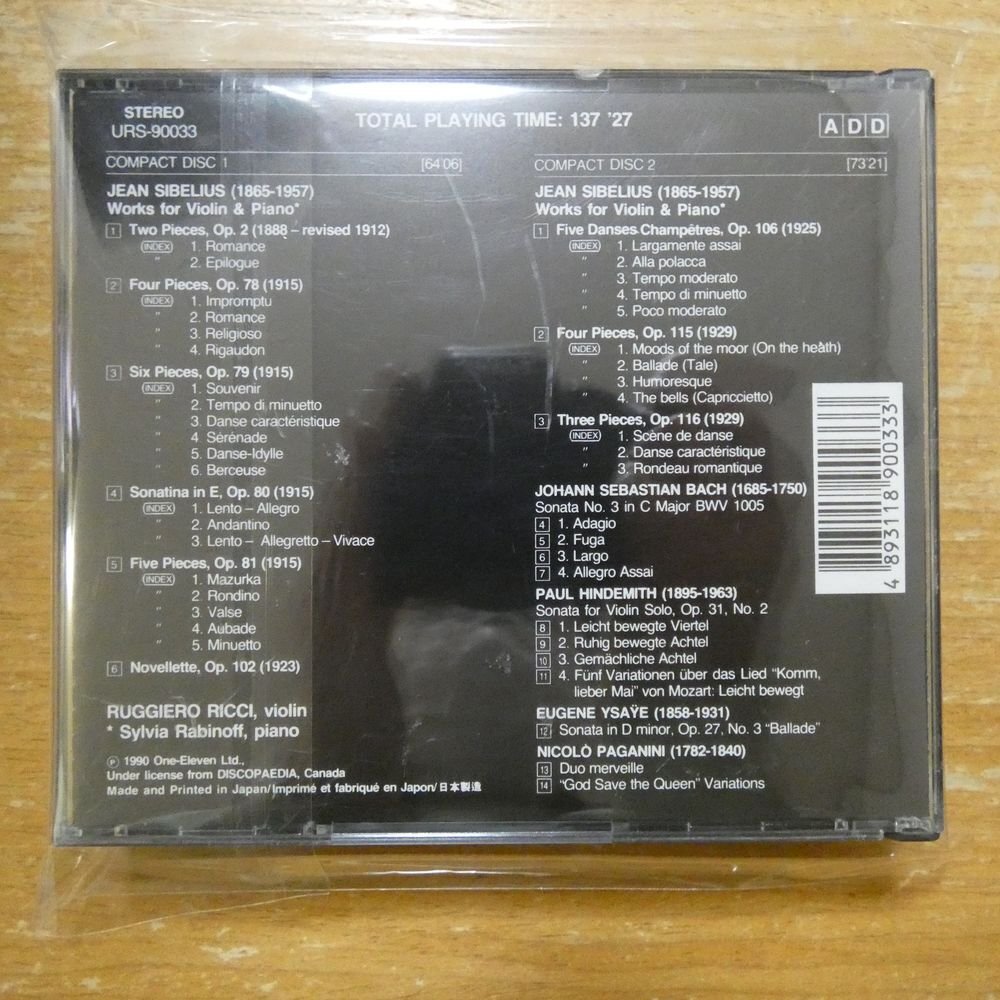 STEREO
URS-90033
TOTAL PLAYING TIME: 137 '27
ADD
COMPACT DISC 1 [64'06]
JEAN SIBELIUS (1865-1957)
Works for Violin & Piano*
1 Two Pieces, Op. 2 (1888 – revised 1912)
INDEX 1. Romance
" 2. Epilogue
2 Four Pieces, Op. 78 (1915)
INDEX 1. Impromptu
" 2. Romance
" 3. Religioso
" 4. Rigaudon
3 Six Pieces, Op. 79 (1915)
INDEX 1. Souvenir
" 2. Tempo di minuetto
" 3. Danse caractéristique
" 4. Sérénade
" 5. Danse-Idylle
" 6. Berceuse
4 Sonatina in E, Op. 80 (1915)
INDEX 1. Lento – Allegro
" 2. Andantino
" 3. Lento – Allegretto – Vivace
5 Five Pieces, Op. 81 (1915)
INDEX 1. Mazurka
" 2. Rondino
" 3. Valse
" 4. Aubade
" 5. Minuetto
6 Novellette, Op. 102 (1923)
RUGGIERO RICCI, violin
* Sylvia Rabinoff, piano
Ⓟ 1990 One-Eleven Ltd.,
Under license from DISCOPAEDIA, Canada
Made and Printed in Japan/Imprimé et fabriqué en Japon/日本製造
COMPACT DISC 2 [73'21]
JEAN SIBELIUS (1865-1957)
Works for Violin & Piano*
1 Five Danses Champêtres, Op. 106 (1925)
INDEX 1. Largamente assai
" 2. Alla polacca
" 3. Tempo moderato
" 4. Tempo di minuetto
" 5. Poco moderato
2 Four Pieces, Op. 115 (1929)
INDEX 1. Moods of the moor (On the heath)
" 2. Ballade (Tale)
" 3. Humoresque
" 4. The bells (Capriccietto)
3 Three Pieces, Op. 116 (1929)
INDEX 1. Scène de danse
" 2. Danse caractéristique
" 3. Rondeau romantique
JOHANN SEBASTIAN BACH (1685-1750)
Sonata No. 3 in C Major BWV 1005
4 1. Adagio
5 2. Fuga
6 3. Largo
7 4. Allegro Assai
PAUL HINDEMITH (1895-1963)
Sonata for Violin Solo, Op. 31, No. 2
8 1. Leicht bewegte Viertel
9 2. Ruhig bewegte Achtel
10 3. Gemächliche Achtel
11 4. Fünf Variationen über das Lied "Komm,
lieber Mai" von Mozart: Leicht bewegt
EUGENE YSAŸE (1858-1931)
12 Sonata in D minor, Op. 27, No. 3 "Ballade"
NICOLÒ PAGANINI (1782-1840)
13 Duo merveille
14 "God Save the Queen" Variations
4 893118 900333